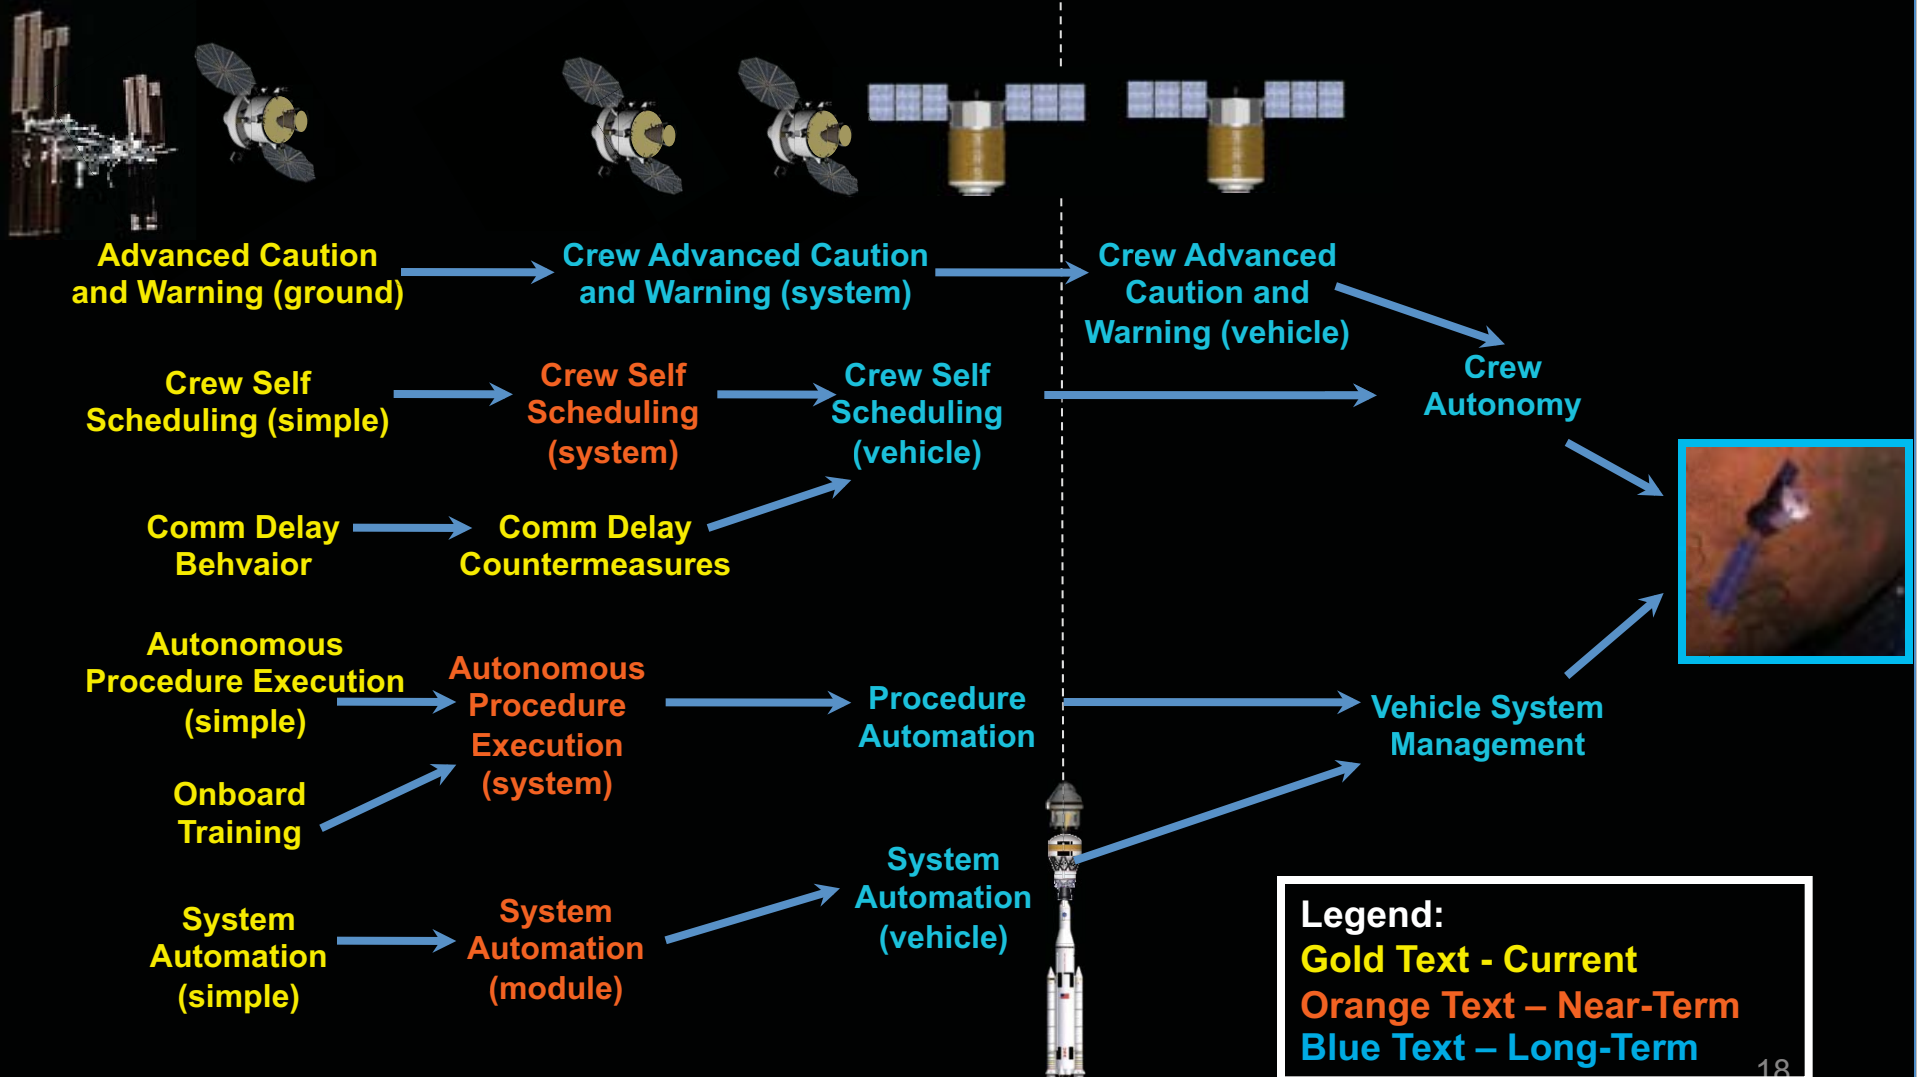 Advanced Caution
and Warning (ground)
Crew Advanced Caution
and Warning (system)
Crew Advanced
Caution and
Warning (vehicle)
Crew Self
Scheduling (simple)
Crew Self
Scheduling
(system)
Crew Self
Scheduling
(vehicle)
Crew
Autonomy
Comm Delay
Behvaior
Comm Delay
Countermeasures
Autonomous
Procedure Execution
(simple)
Autonomous
Procedure
Execution
(system)
Procedure
Automation
Vehicle System
Management
Onboard
Training
System
Automation
(simple)
System
Automation
(module)
System
Automation
(vehicle)
Legend:
Gold Text - Current
Orange Text – Near-Term
Blue Text – Long-Term
18